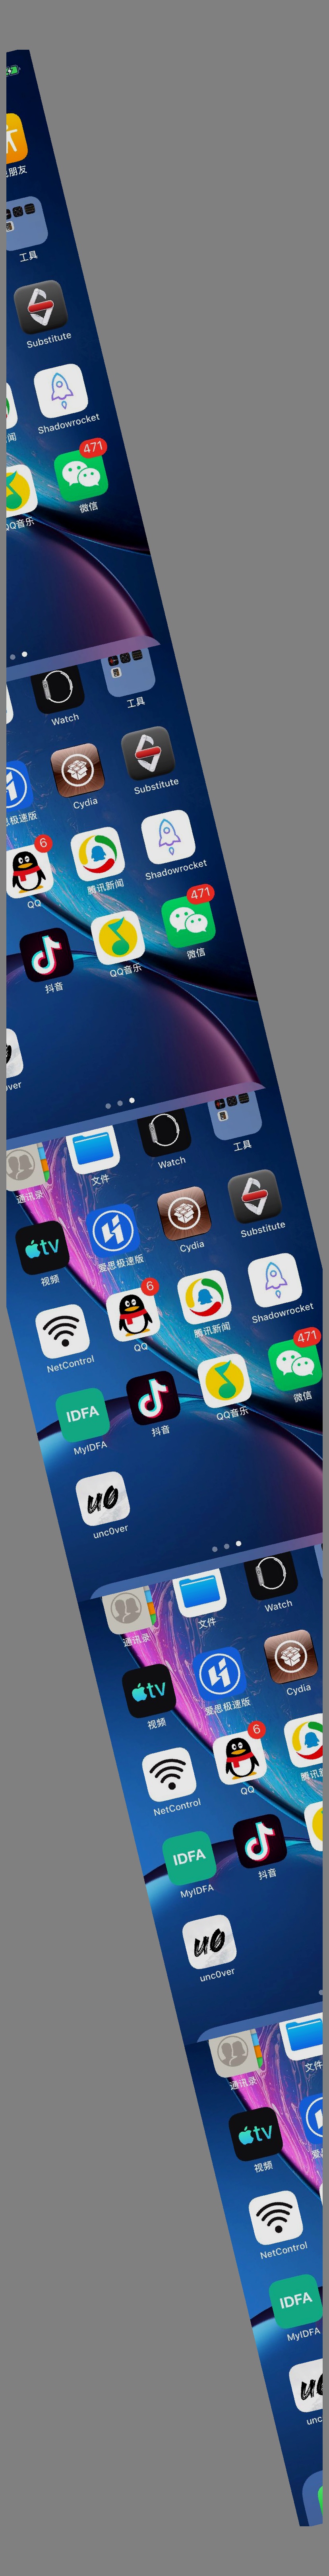 朋友
工具
Substitute
Shadowrocket
闻
471
QQ音乐
微信
Watch
工具
思极速版
Cydia
Substitute
6
QQ
腾讯新闻
Shadowrocket
471
抖音
QQ音乐
微信
ver
通讯录
文件
Watch
工具
tv
视频
爱思极速版
Cydia
Substitute
NetControl
6
QQ
腾讯新闻
Shadowrocket
IDFA
MyIDFA
抖音
QQ音乐
471
微信
u0
unc0ver
通讯录
文件
Watch
tv
视频
爱思极速版
Cydia
NetControl
6
QQ
腾讯
IDFA
MyIDFA
抖音
u0
unc0ver
通讯录
文件
tv
视频
NetControl
IDFA
MyIDFA
unc